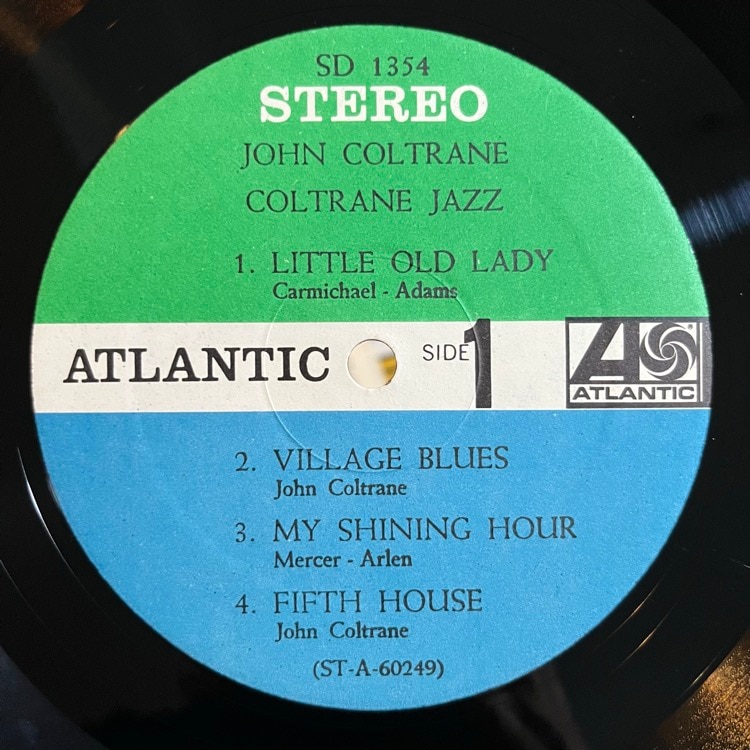 SD 1354
STEREO
JOHN COLTRANE
COLTRANE JAZZ
1. LITTLE OLD LADY
Carmichael - Adams
ATLANTIC
SIDE 1
ATLANTIC
2. VILLAGE BLUES
John Coltrane
3. MY SHINING HOUR
Mercer - Arlen
4. FIFTH HOUSE
John Coltrane
(ST-A-60249)